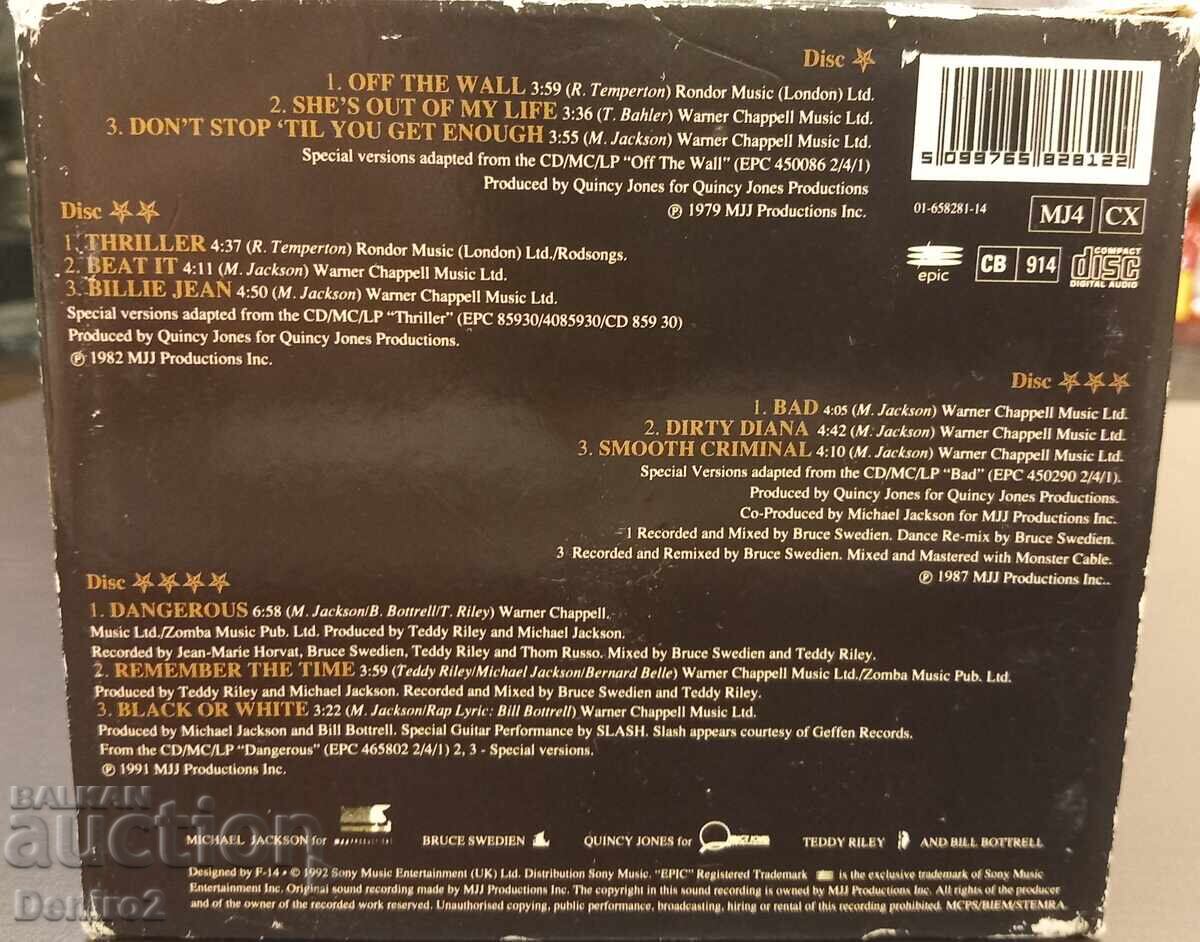 Disc
1. OFF THE WALL 3:59 (R. Temperton) Rondor Music (London) Ltd.
2. SHE'S OUT OF MY LIFE 3:36 (T. Bahler) Warner Chappell Music Ltd.
3. DON'T STOP 'TIL YOU GET ENOUGH 3:55 (M. Jackson) Warner Chappell Music Ltd.
Special versions adapted from the CD/MC/LP "Off The Wall" (EPC 450086 2/4/1)
Produced by Quincy Jones for Quincy Jones Productions
℗ 1979 MJJ Productions Inc.
5 099765 828122
01-658281-14
MJ4 CX
epic
CB 914
COMPACT
disc
DIGITAL AUDIO
Disc
1. THRILLER 4:37 (R. Temperton) Rondor Music (London) Ltd./Rodsongs.
2. BEAT IT 4:11 (M. Jackson) Warner Chappell Music Ltd.
3. BILLIE JEAN 4:50 (M. Jackson) Warner Chappell Music Ltd.
Special versions adapted from the CD/MC/LP "Thriller" (EPC 85930/4085930/CD 859 30)
Produced by Quincy Jones for Quincy Jones Productions.
℗ 1982 MJJ Productions Inc.
Disc
1. BAD 4:05 (M. Jackson) Warner Chappell Music Ltd.
2. DIRTY DIANA 4:42 (M. Jackson) Warner Chappell Music Ltd.
3. SMOOTH CRIMINAL 4:10 (M. Jackson) Warner Chappell Music Ltd.
Special Versions adapted from the CD/MC/LP "Bad" (EPC 450290 2/4/1).
Produced by Quincy Jones for Quincy Jones Productions.
Co-Produced by Michael Jackson for MJJ Productions Inc.
1 Recorded and Mixed by Bruce Swedien. Dance Re-mix by Bruce Swedien.
3 Recorded and Remixed by Bruce Swedien. Mixed and Mastered with Monster Cable.
℗ 1987 MJJ Productions Inc..
Disc
1. DANGEROUS 6:58 (M. Jackson/B. Bottrell/T. Riley) Warner Chappell.
Music Ltd./Zomba Music Pub. Ltd. Produced by Teddy Riley and Michael Jackson.
Recorded by Jean-Marie Horvat, Bruce Swedien, Teddy Riley and Thom Russo. Mixed by Bruce Swedien and Teddy Riley.
2. REMEMBER THE TIME 3:59 (Teddy Riley/Michael Jackson/Bernard Belle) Warner Chappell Music Ltd./Zomba Music Pub. Ltd.
Produced by Teddy Riley and Michael Jackson. Recorded and Mixed by Bruce Swedien and Teddy Riley.
3. BLACK OR WHITE 3:22 (M. Jackson/Rap Lyric: Bill Bottrell) Warner Chappell Music Ltd.
Produced by Michael Jackson and Bill Bottrell. Special Guitar Performance by SLASH. Slash appears courtesy of Geffen Records.
From the CD/MC/LP "Dangerous" (EPC 465802 2/4/1) 2, 3 - Special versions.
℗ 1991 MJJ Productions Inc.
MICHAEL JACKSON for BRUCE SWEDIEN QUINCY JONES for TEDDY RILEY AND BILL BOTTRELL
Designed by F-14 • © 1992 Sony Music Entertainment (UK) Ltd. Distribution Sony Music. "EPIC" Registered Trademark is the exclusive trademark of Sony Music
Entertainment Inc. Original sound recording made by MJJ Productions Inc. The copyright in this sound recording is owned by MJJ Productions Inc. All rights of the producer
and of the owner of the recorded work reserved. Unauthorised copying, public performance, broadcasting, hiring or rental of this recording prohibited. MCPS/BIEM/STEMRA.
BALKAN
auction
Deniro2